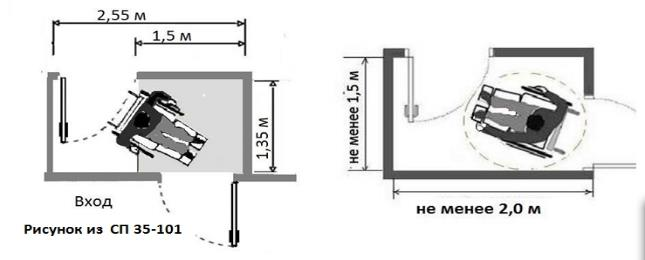 2,55 м
1,5 м
1,35 м
Вход
Рисунок из СП 35-101
не менее 1,5 м
не менее 2,0 м